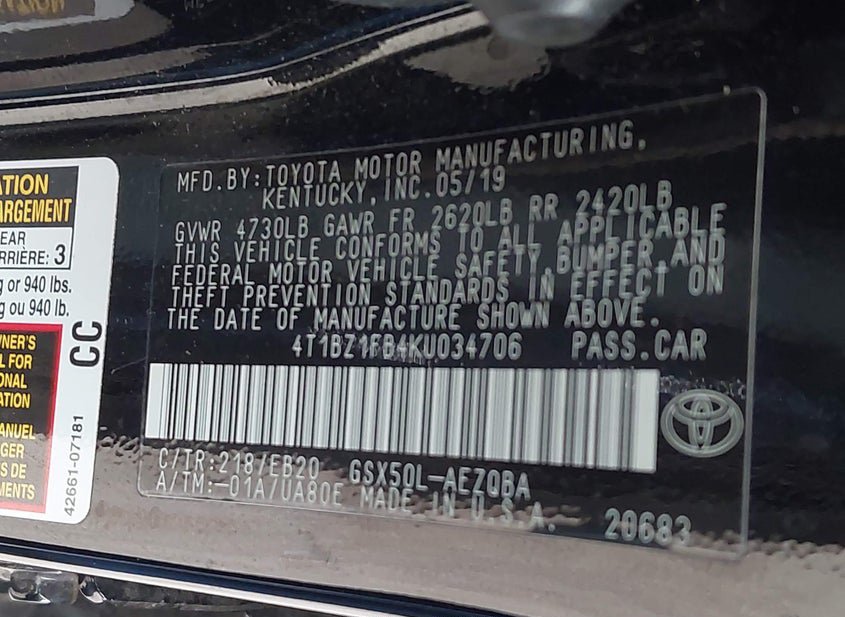 ATION
ARGEMENT
EAR
ARRIÈRE: 3
g or 940 lbs.
g ou 940 lb.
WNER'S
L FOR
ONAL
ATION
ANUEL
GER
S DE
MENTS
CC
42661-07181
MFD.BY:TOYOTA MOTOR MANUFACTURING,
KENTUCKY,INC.05/19
GVWR 4730LB GAWR FR 2620LB RR 2420LB
THIS VEHICLE CONFORMS TO ALL APPLICABLE
FEDERAL MOTOR VEHICLE SAFETY,BUMPER,AND
THEFT PREVENTION STANDARDS IN EFFECT ON
THE DATE OF MANUFACTURE SHOWN ABOVE.
4T1BZ1FB4KU034706 PASS.CAR
C/TR:218/EB20 GSX50L-AEZQBA
A/TM:-01A/UA80E MADE IN U.S.A. 20683